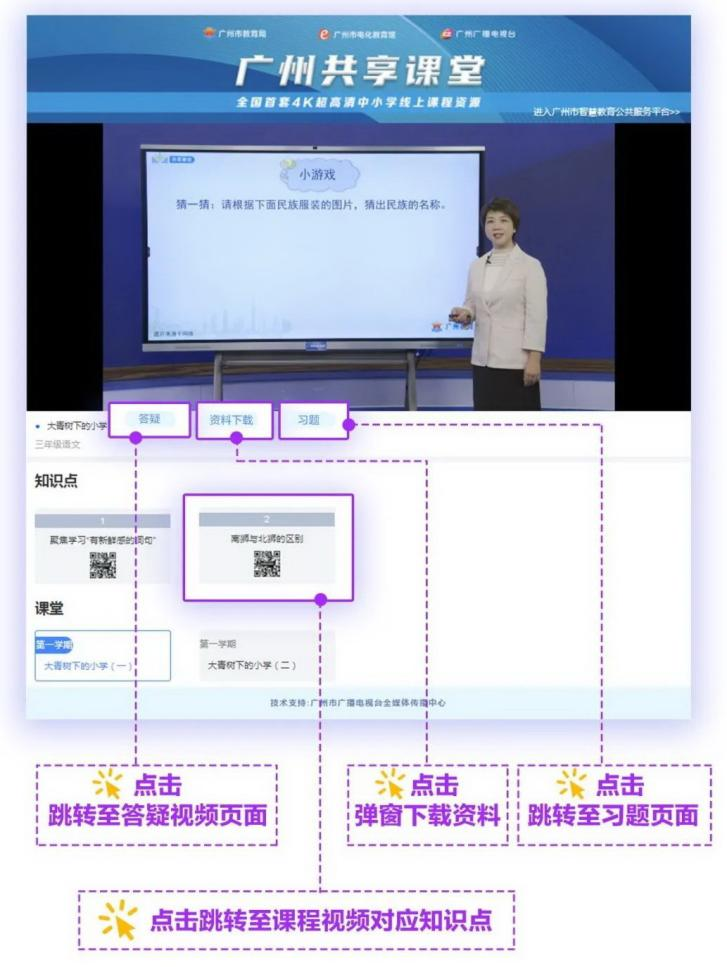 广州市教育局
广州市电化教育馆
广州广播电视台
广州共享课堂
全国首套4K超高清中小学线上课程资源
进入广州市智慧教育公共服务平台>>
小游戏
猜一猜：请根据下面民族服装的图片，猜出民族的名称。
图片来源于网络
大青树下的小学
答疑
资料下载
习题
三年级语文
知识点
1
聚焦学习“有新鲜感的词句”
2
南狮与北狮的区别
课堂
第一学期
大青树下的小学（一）
第一学期
大青树下的小学（二）
技术支持:广州市广播电视台全媒体传播中心
点击
跳转至答疑视频页面
点击
弹窗下载资料
点击
跳转至习题页面
点击跳转至课程视频对应知识点